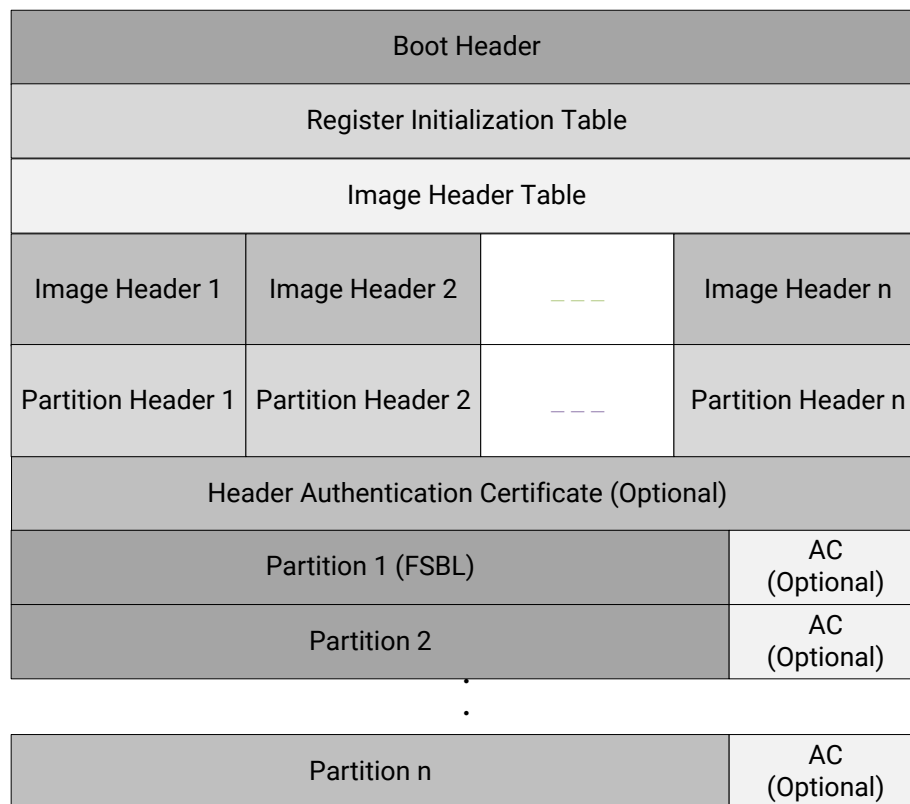 Boot Header
Register Initialization Table
Image Header Table
Image Header 1
Image Header 2
_ _ _
Image Header n
Partition Header 1
Partition Header 2
_ _ _
Partition Header n
Header Authentication Certificate (Optional)
Partition 1 (FSBL)
AC
(Optional)
Partition 2
AC
(Optional)
.
.
Partition n
AC
(Optional)